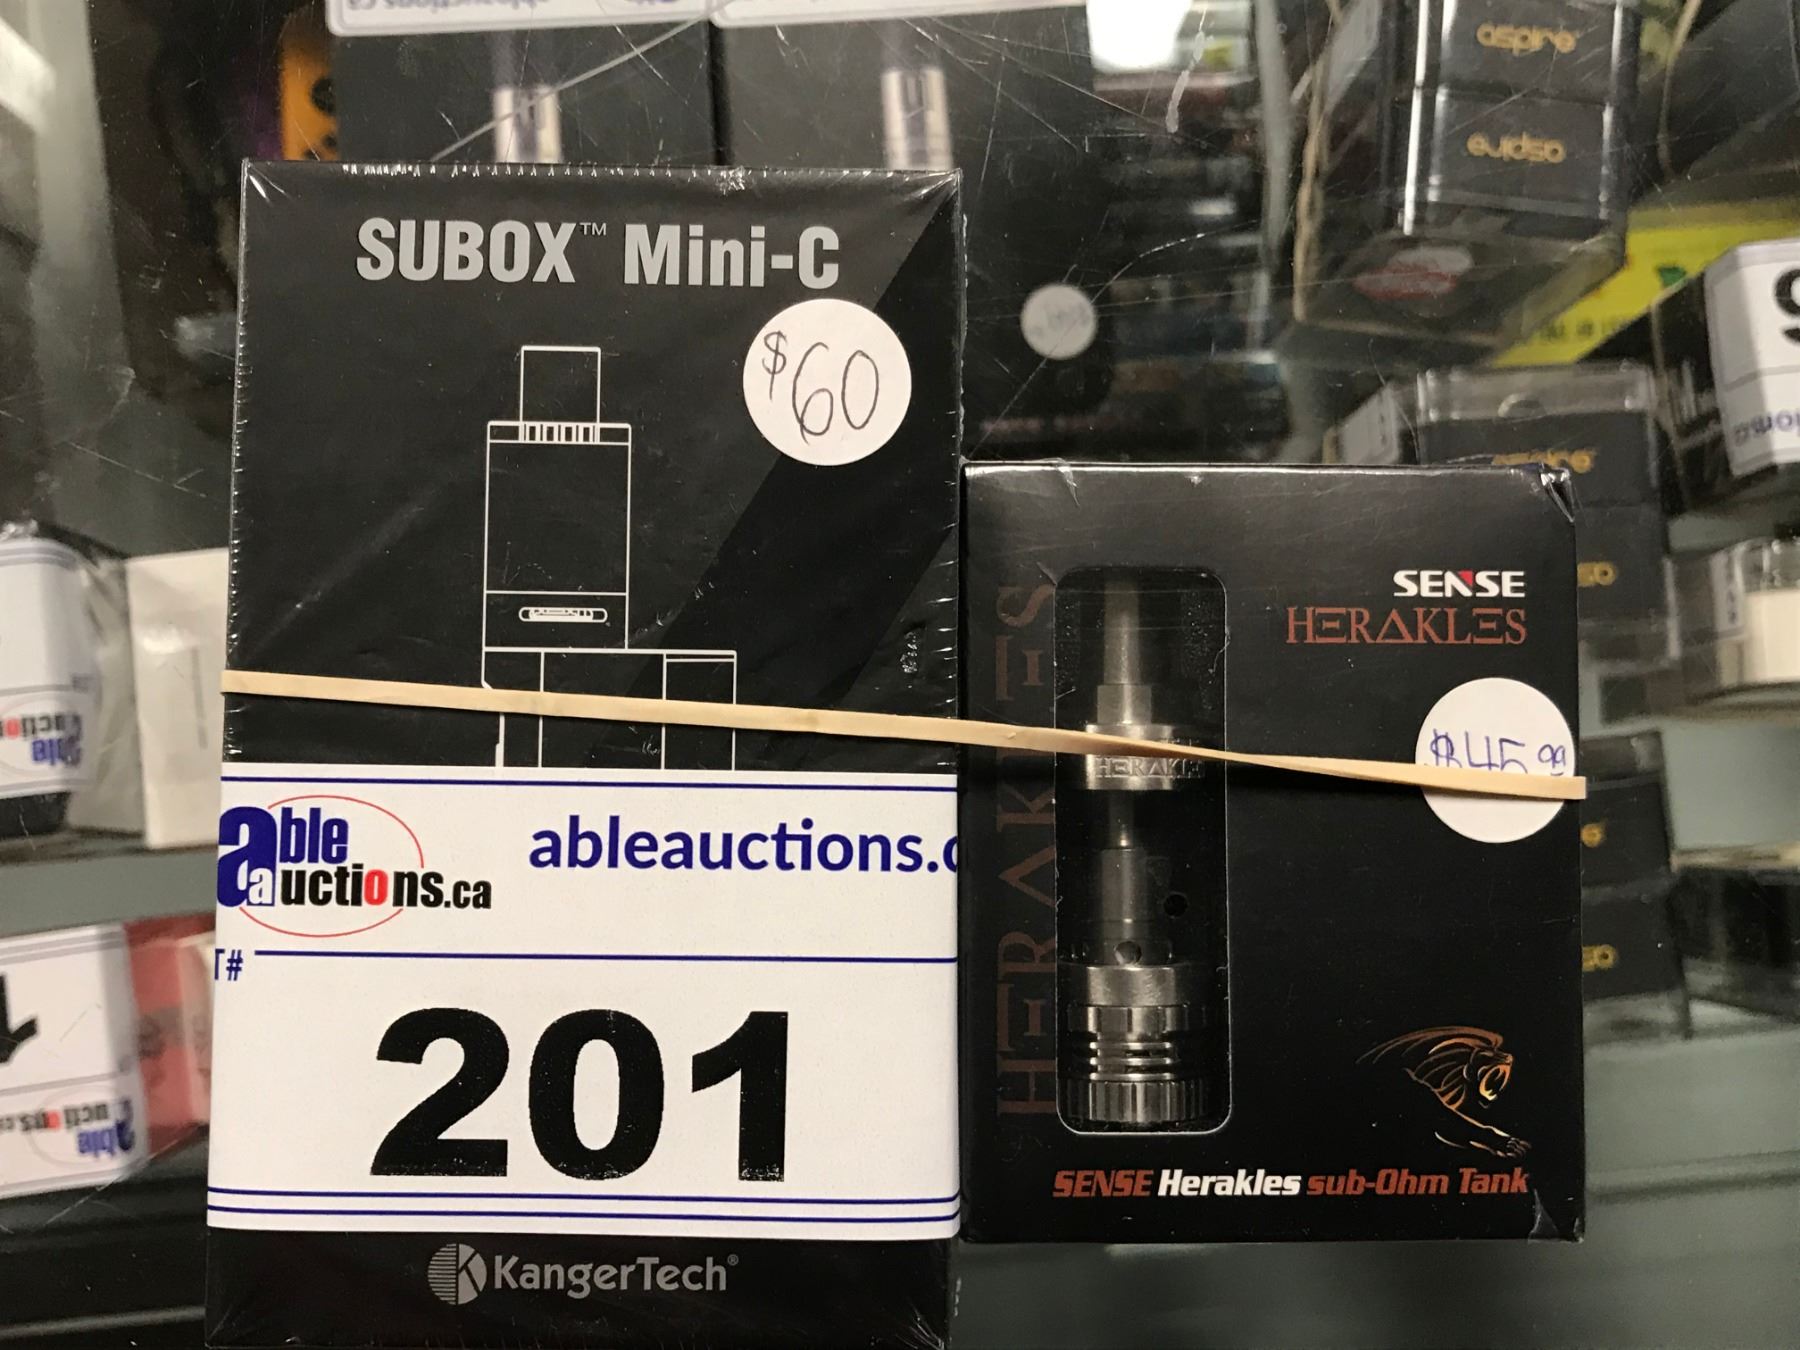 aspire
aspire
SUBOX™ Mini-C
$60
SENSE
HERAKLES
HERAKLES
$45.99
HERAKLES
able
auctions.ca
ableauctions.c
T#
201
SENSE Herakles sub-Ohm Tank
KangerTech®